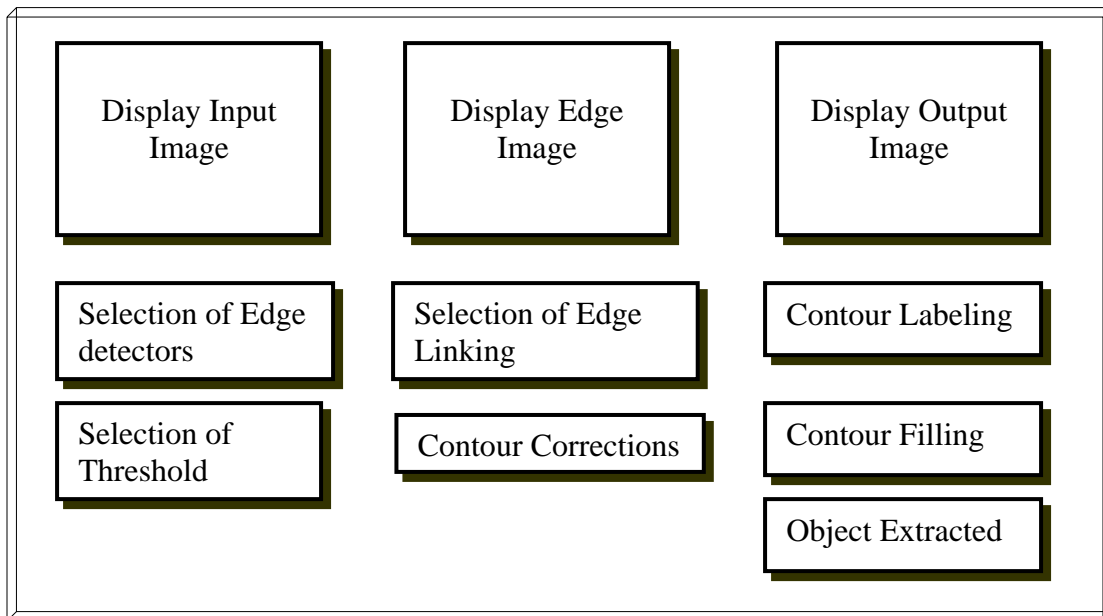 Display Input
Image
Display Edge
Image
Display Output
Image
Selection of Edge
detectors
Selection of Edge
Linking
Contour Labeling
Selection of
Threshold
Contour Corrections
Contour Filling
Object Extracted